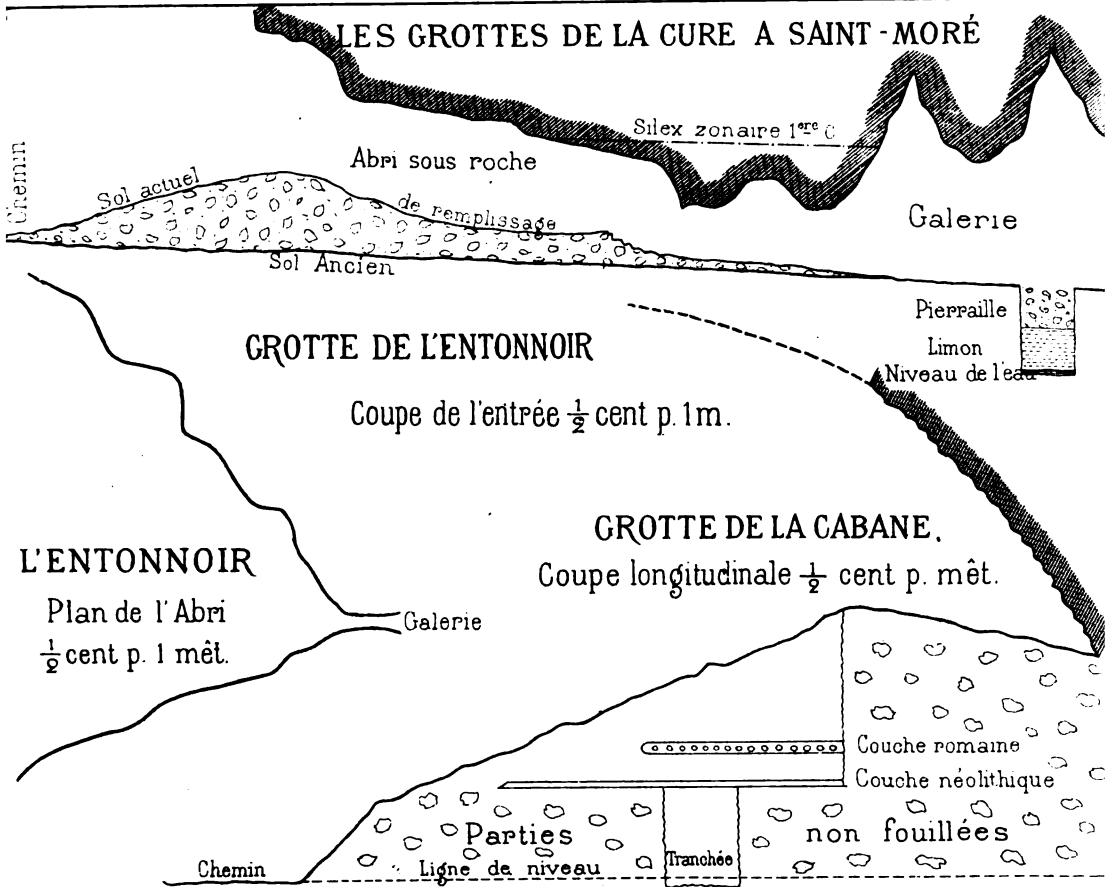 LES GROTTES DE LA CURE A SAINT-MORÉ
Silex zonaire 1ere C
Abri sous roche
Chemin
Sol actuel
de remplissage
Galerie
Sol Ancien
Pierraille
Limon
Niveau de l'eau
GROTTE DE L'ENTONNOIR
Coupe de l'entrée 1/2 cent p. 1m.
GROTTE DE LA CABANE.
Coupe longitudinale 1/2 cent p. mêt.
L'ENTONNOIR
Plan de l'Abri
1/2 cent p. 1 mêt.
Galerie
Couche romaine
Couche néolithique
Parties
non fouillées
Tranchée
Chemin
Ligne de niveau